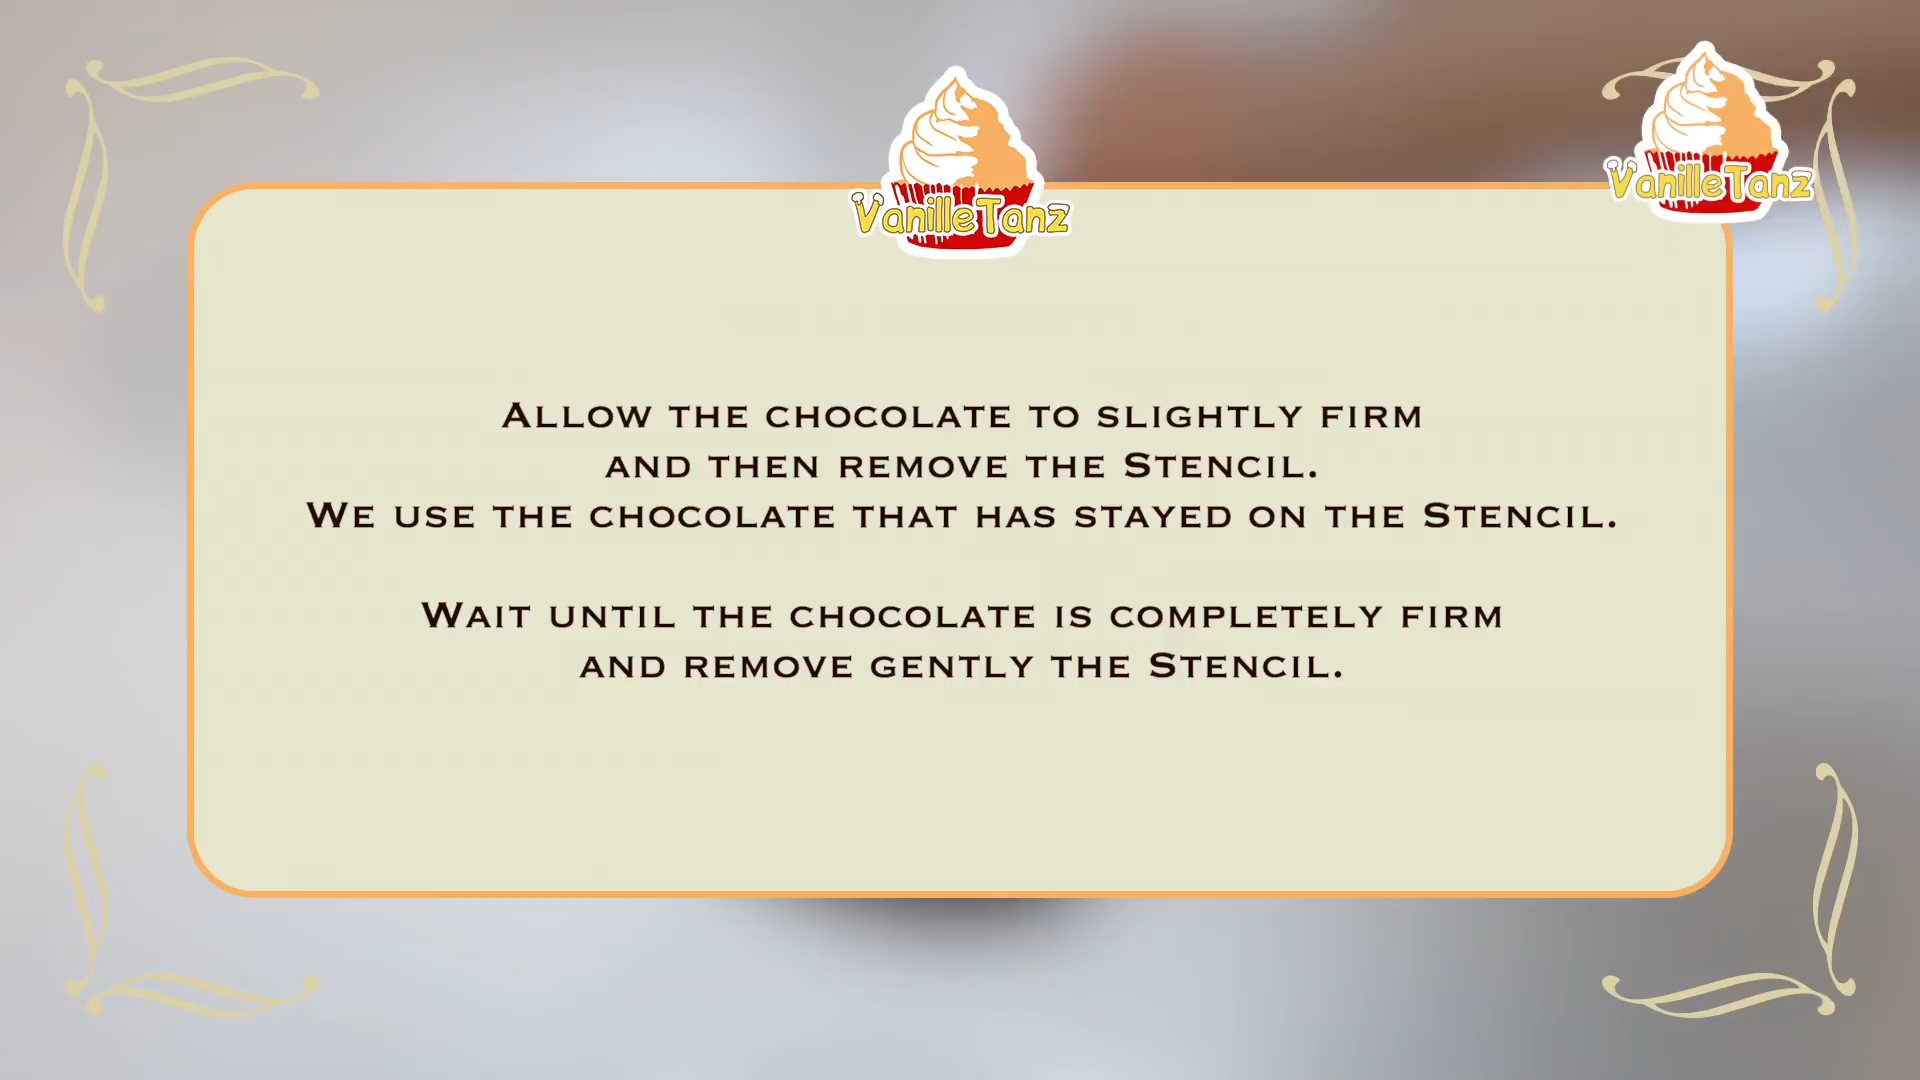 VanilleTanz
VanilleTanz
Allow the chocolate to slightly firm
and then remove the Stencil.
We use the chocolate that has stayed on the Stencil.
Wait until the chocolate is completely firm
and remove gently the Stencil.